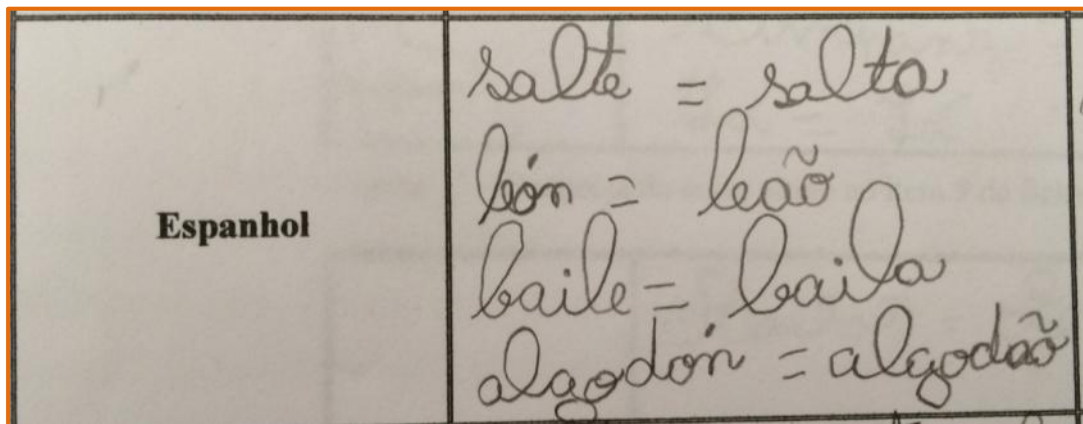 Espanhol
salte = salta
león = leão
baile = baila
algodón = algodão